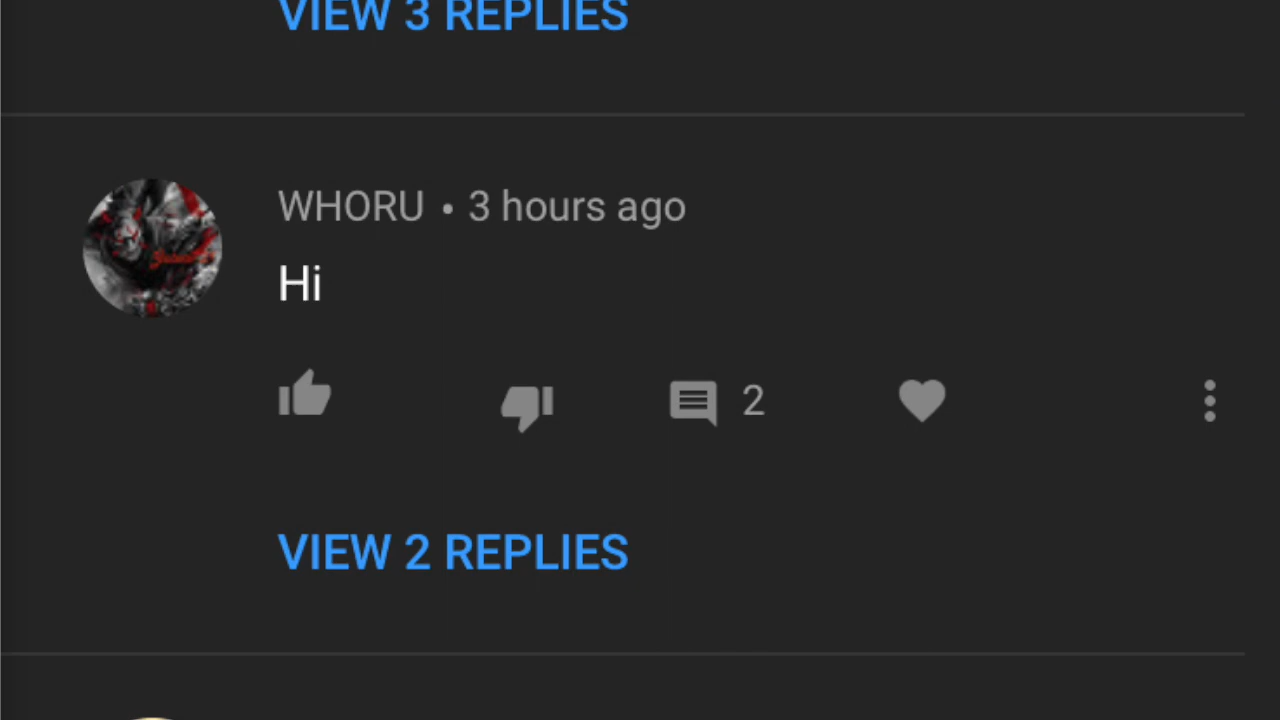 VIEW 3 REPLIES
WHORU • 3 hours ago
Hi
2
VIEW 2 REPLIES